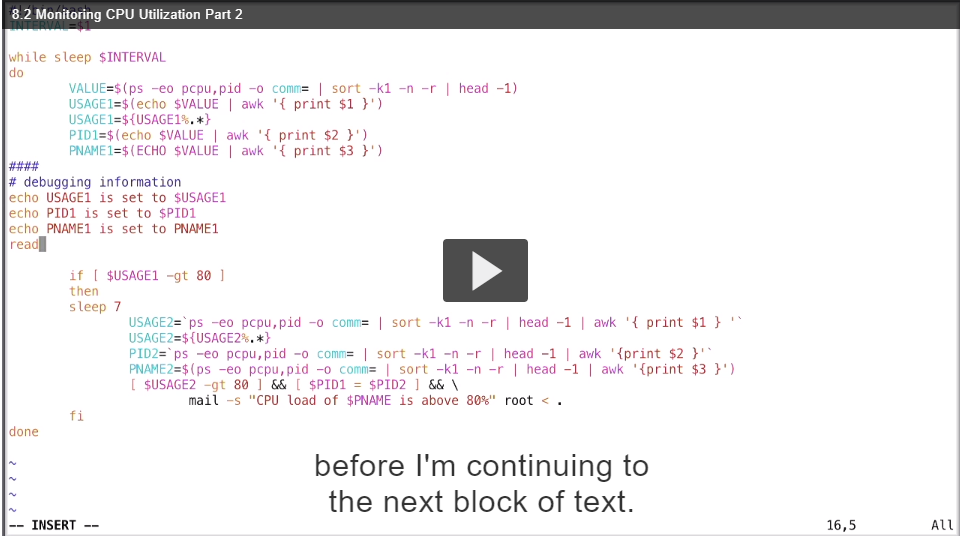 8.2 Monitoring CPU Utilization Part 2
#!/bin/bash
INTERVAL=$1
while sleep $INTERVAL
do
VALUE=$(ps -eo pcpu,pid -o comm= | sort -k1 -n -r | head -1)
USAGE1=$(echo $VALUE | awk '{ print $1 }')
USAGE1=${USAGE1%.*}
PID1=$(echo $VALUE | awk '{ print $2 }')
PNAME1=$(ECHO $VALUE | awk '{ print $3 }')
####
# debugging information
echo USAGE1 is set to $USAGE1
echo PID1 is set to $PID1
echo PNAME1 is set to PNAME1
read
if [ $USAGE1 -gt 80 ]
then
sleep 7
USAGE2=`ps -eo pcpu,pid -o comm= | sort -k1 -n -r | head -1 | awk '{ print $1 } '`
USAGE2=${USAGE2%.*}
PID2=`ps -eo pcpu,pid -o comm= | sort -k1 -n -r | head -1 | awk '{print $2 }'`
PNAME2=$(ps -eo pcpu,pid -o comm= | sort -k1 -n -r | head -1 | awk '{print $3 }')
[ $USAGE2 -gt 80 ] && [ $PID1 = $PID2 ] && \
mail -s "CPU load of $PNAME is above 80%" root < .
fi
done
~
~
~
~
before I'm continuing to
the next block of text.
-- INSERT -- 16,5 All